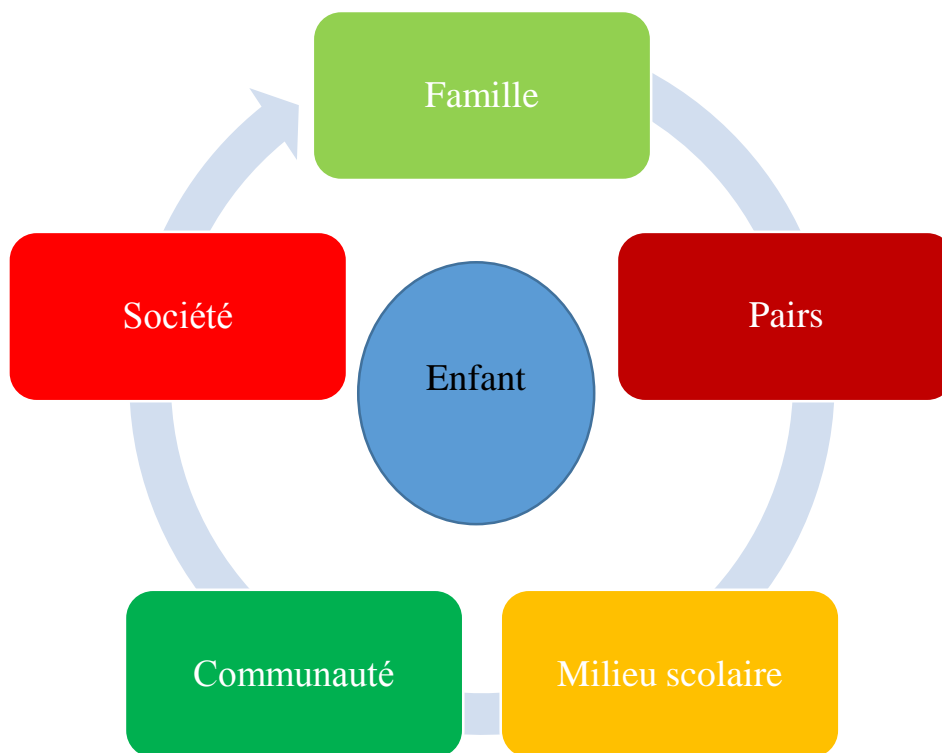 Famille
Société
Pairs
Enfant
Communauté
Milieu scolaire